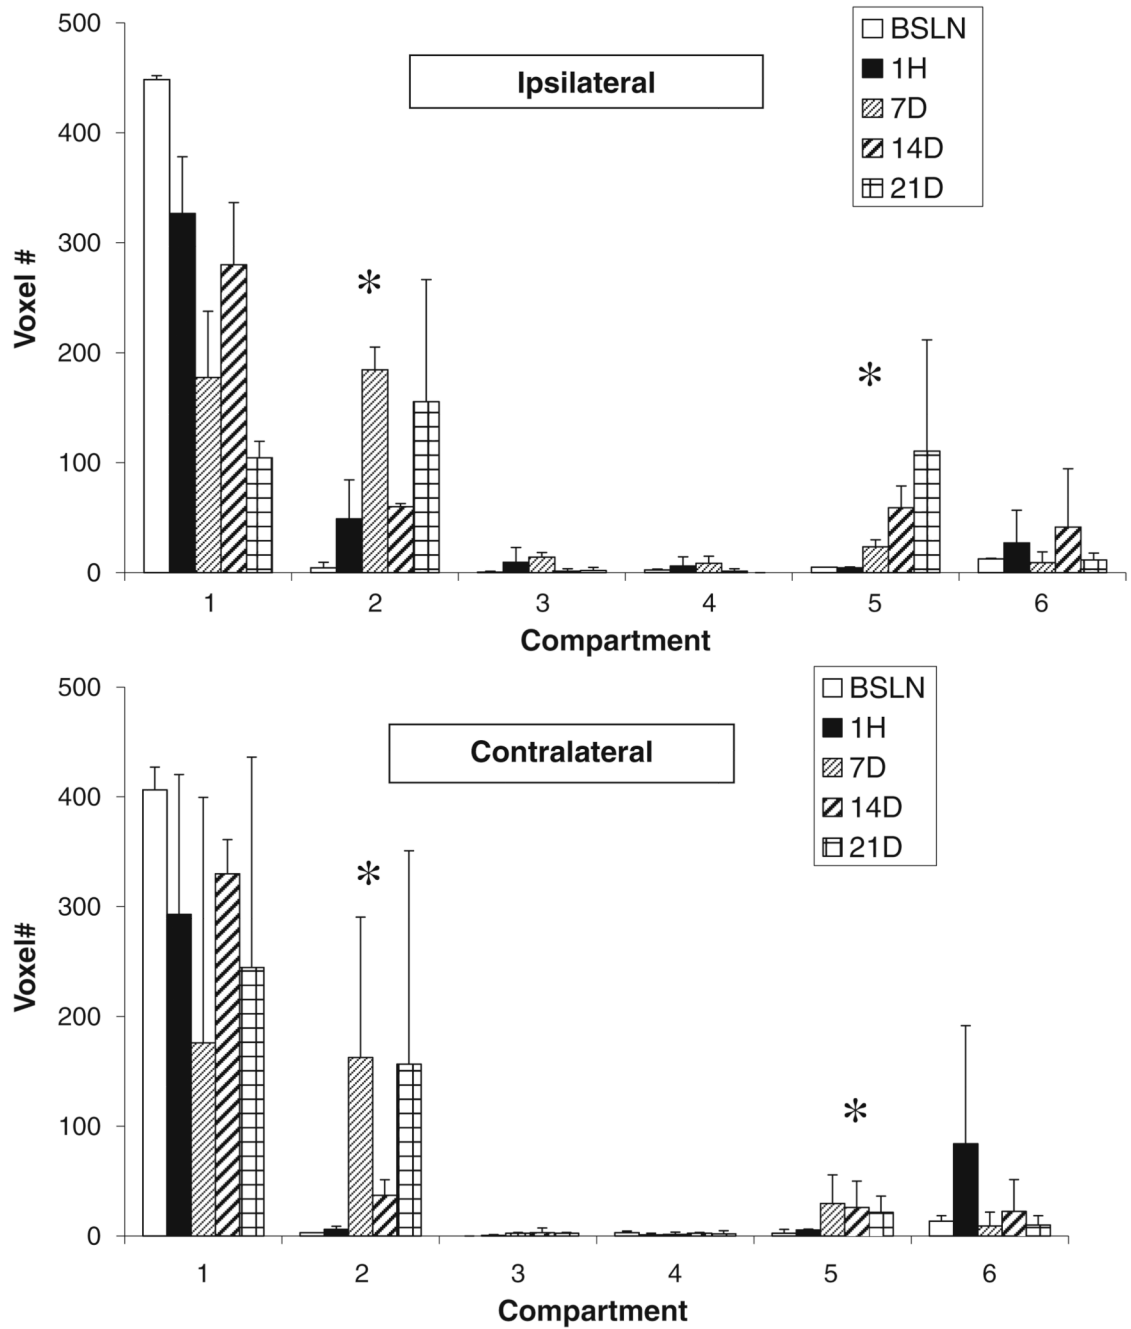 500
400
300
200
100
0
Voxel #
Ipsilateral
BSLN
1H
7D
14D
21D
*
*
1 2 3 4 5 6
Compartment
500
400
300
200
100
0
Voxel#
Contralateral
BSLN
1H
7D
14D
21D
*
*
1 2 3 4 5 6
Compartment